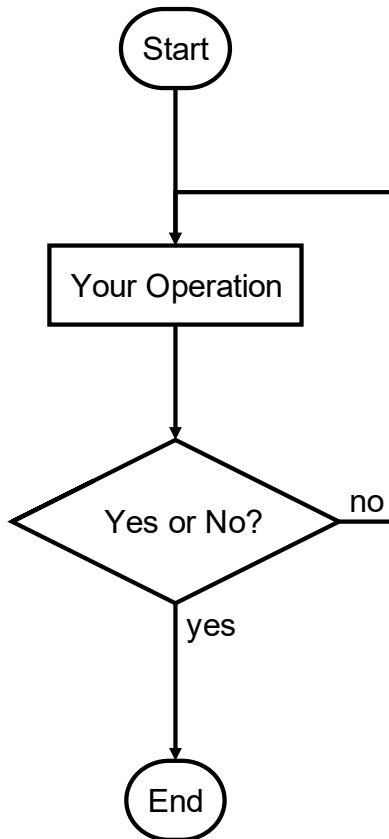 Start
Your Operation
Yes or No?
no
yes
End